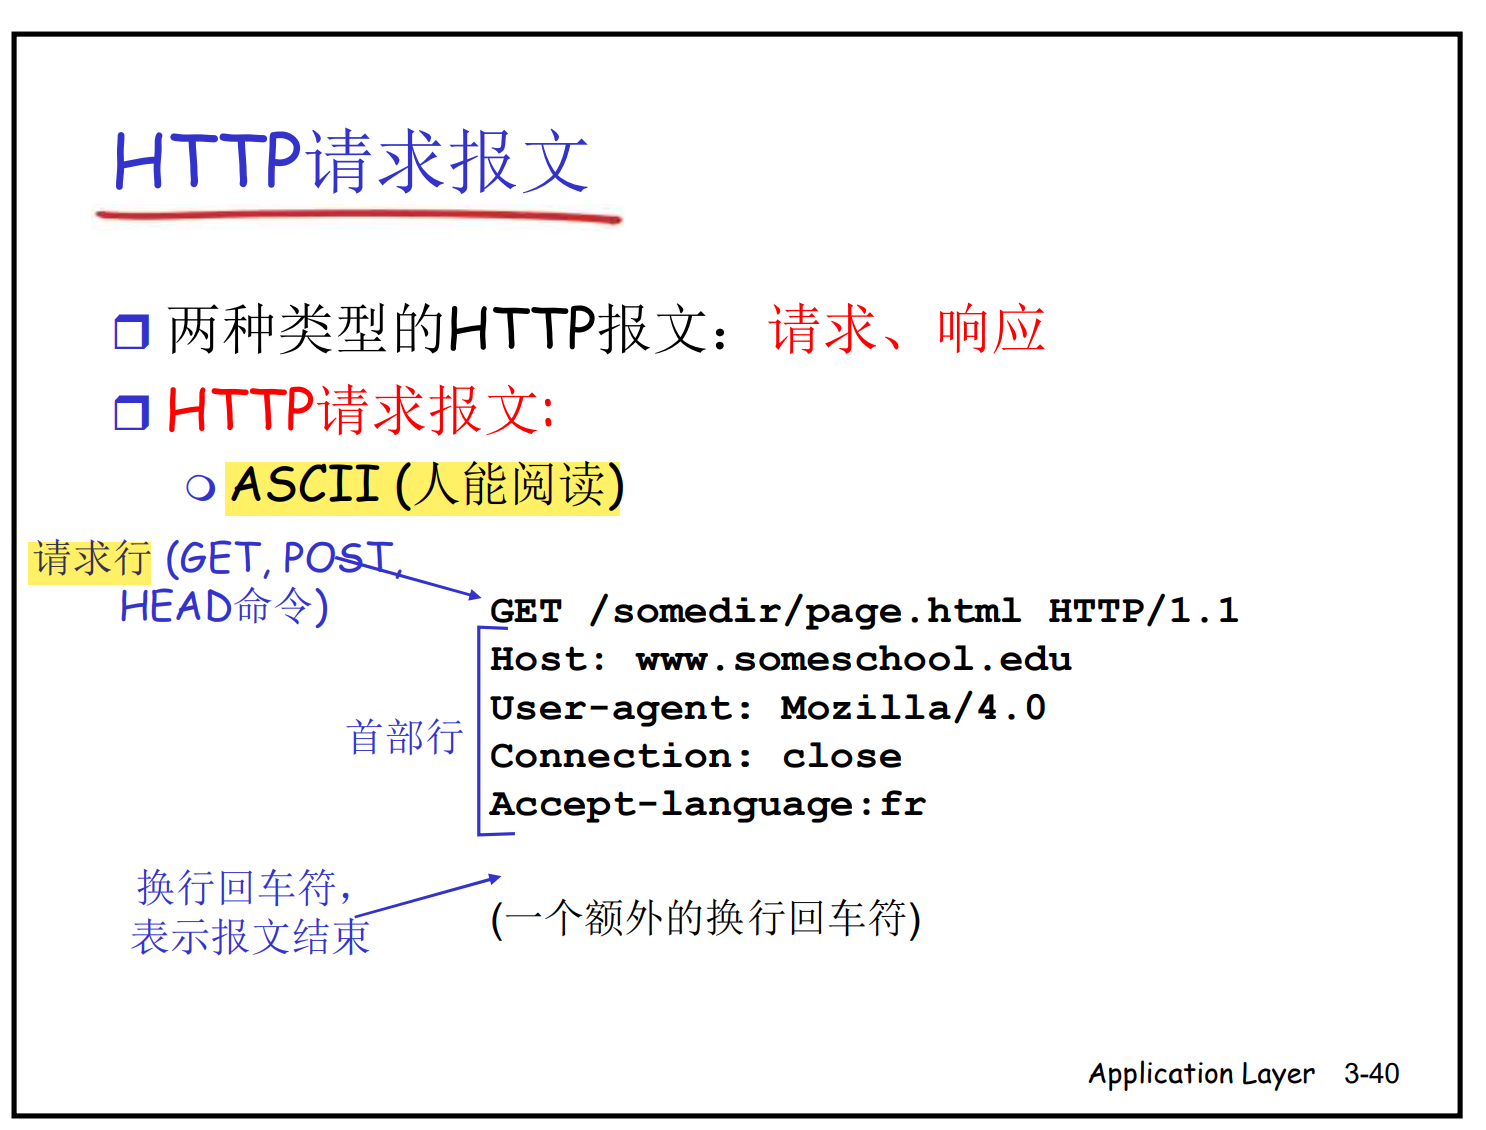 HTTP请求报文
两种类型的HTTP报文：请求、响应
HTTP请求报文:
ASCII (人能阅读)
请求行 (GET, POST,
HEAD命令)
GET /somedir/page.html HTTP/1.1
Host: www.someschool.edu
User-agent: Mozilla/4.0
首部行
Connection: close
Accept-language:fr
换行回车符，
表示报文结束
(一个额外的换行回车符)
Application Layer 3-40